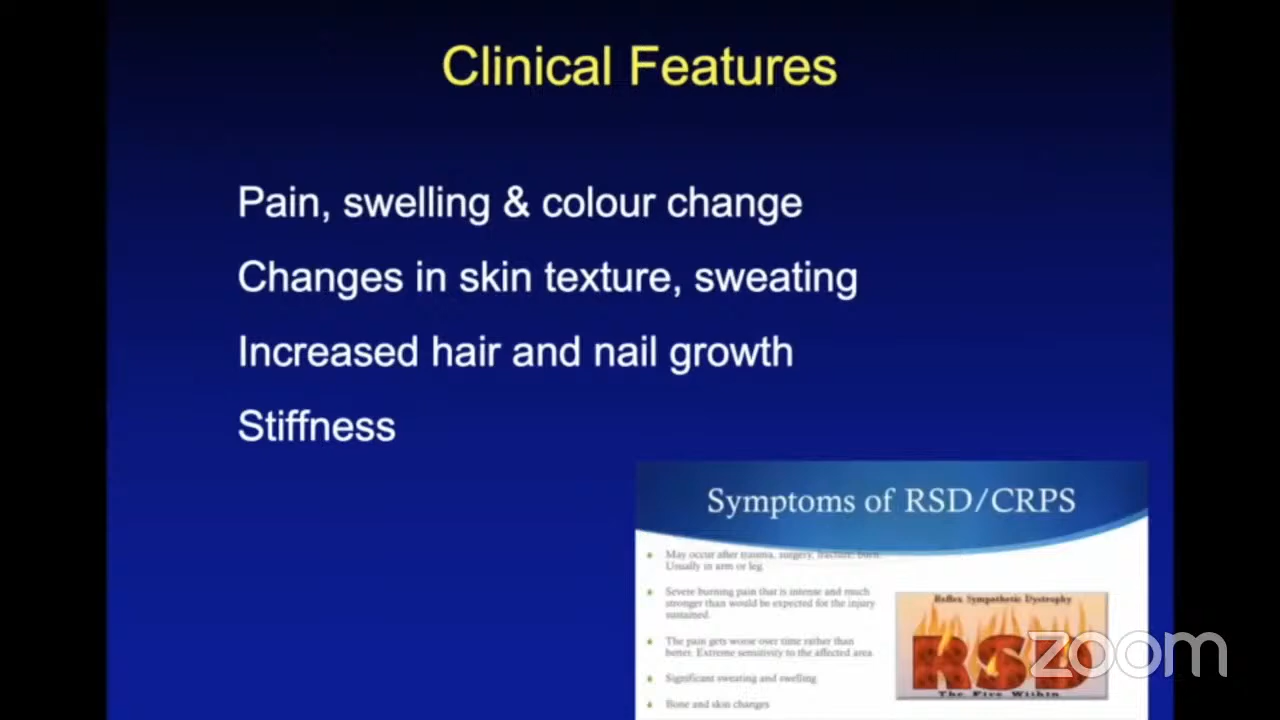 Clinical Features
Pain, swelling & colour change
Changes in skin texture, sweating
Increased hair and nail growth
Stiffness
Symptoms of RSD/CRPS
May occur after trauma, surgery, fracture, burn.
Usually in arm or leg
Severe burning pain that is intense and much
stronger than would be expected for the injury
sustained.
The pain gets worse over time rather than
better. Extreme sensitivity to the affected area
Significant sweating and swelling
Bone and skin changes
Reflex Sympathetic Dystrophy
RSD
The Fire Within
zoom